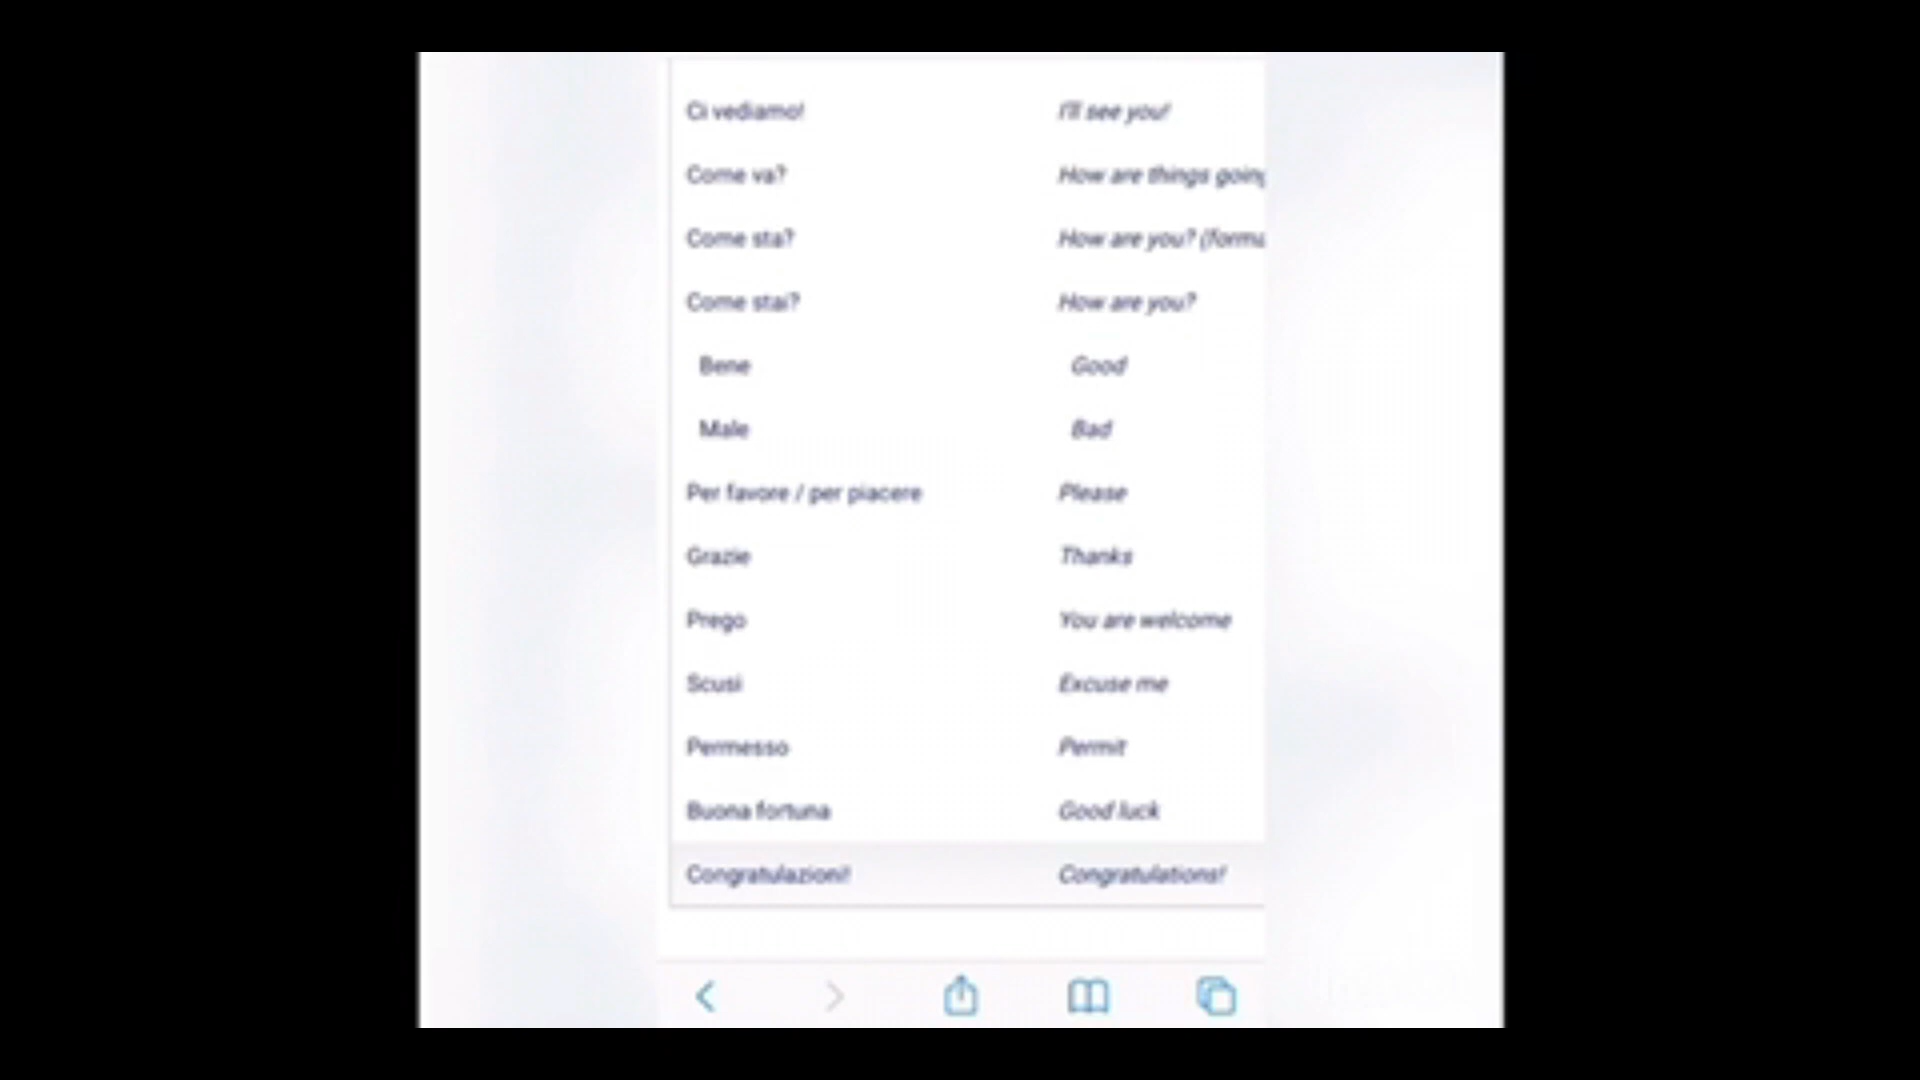 Ci vediamo! I'll see you!
Come va? How are things going
Come sta? How are you? (forma
Come stai? How are you?
Bene Good
Male Bad
Per favore / per piacere Please
Grazie Thanks
Prego You are welcome
Scusi Excuse me
Permesso Permit
Buona fortuna Good luck
Congratulazioni! Congratulations!